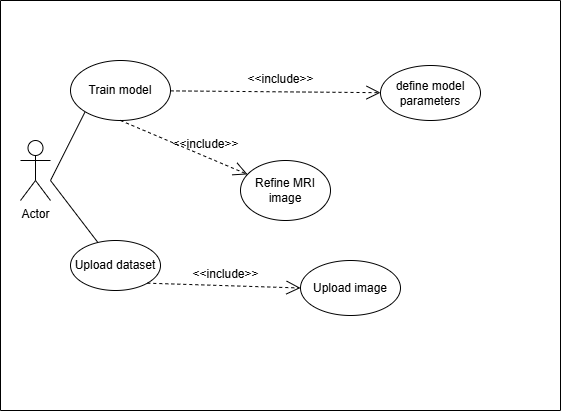 <<include>>
Train model
define model
parameters
<<include>>
Refine MRI
image
Actor
Upload dataset
<<include>>
Upload image